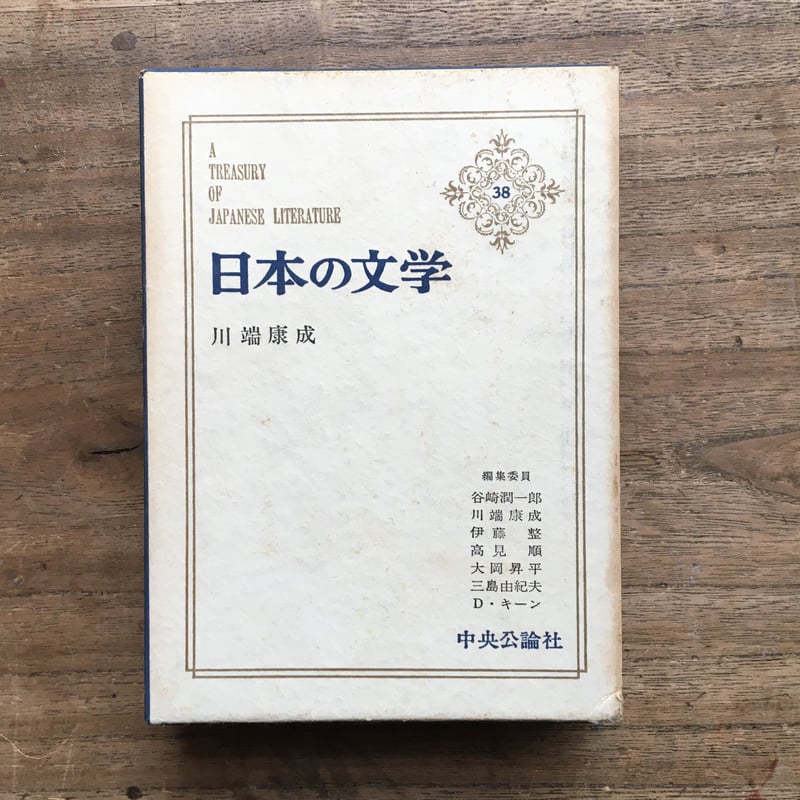 A
TREASURY
OF
JAPANESE LITERATURE
38
日本の文学
川端康成
編集委員
谷崎潤一郎
川端康成
伊藤整
高見順
大岡昇平
三島由紀夫
D・キーン
中央公論社